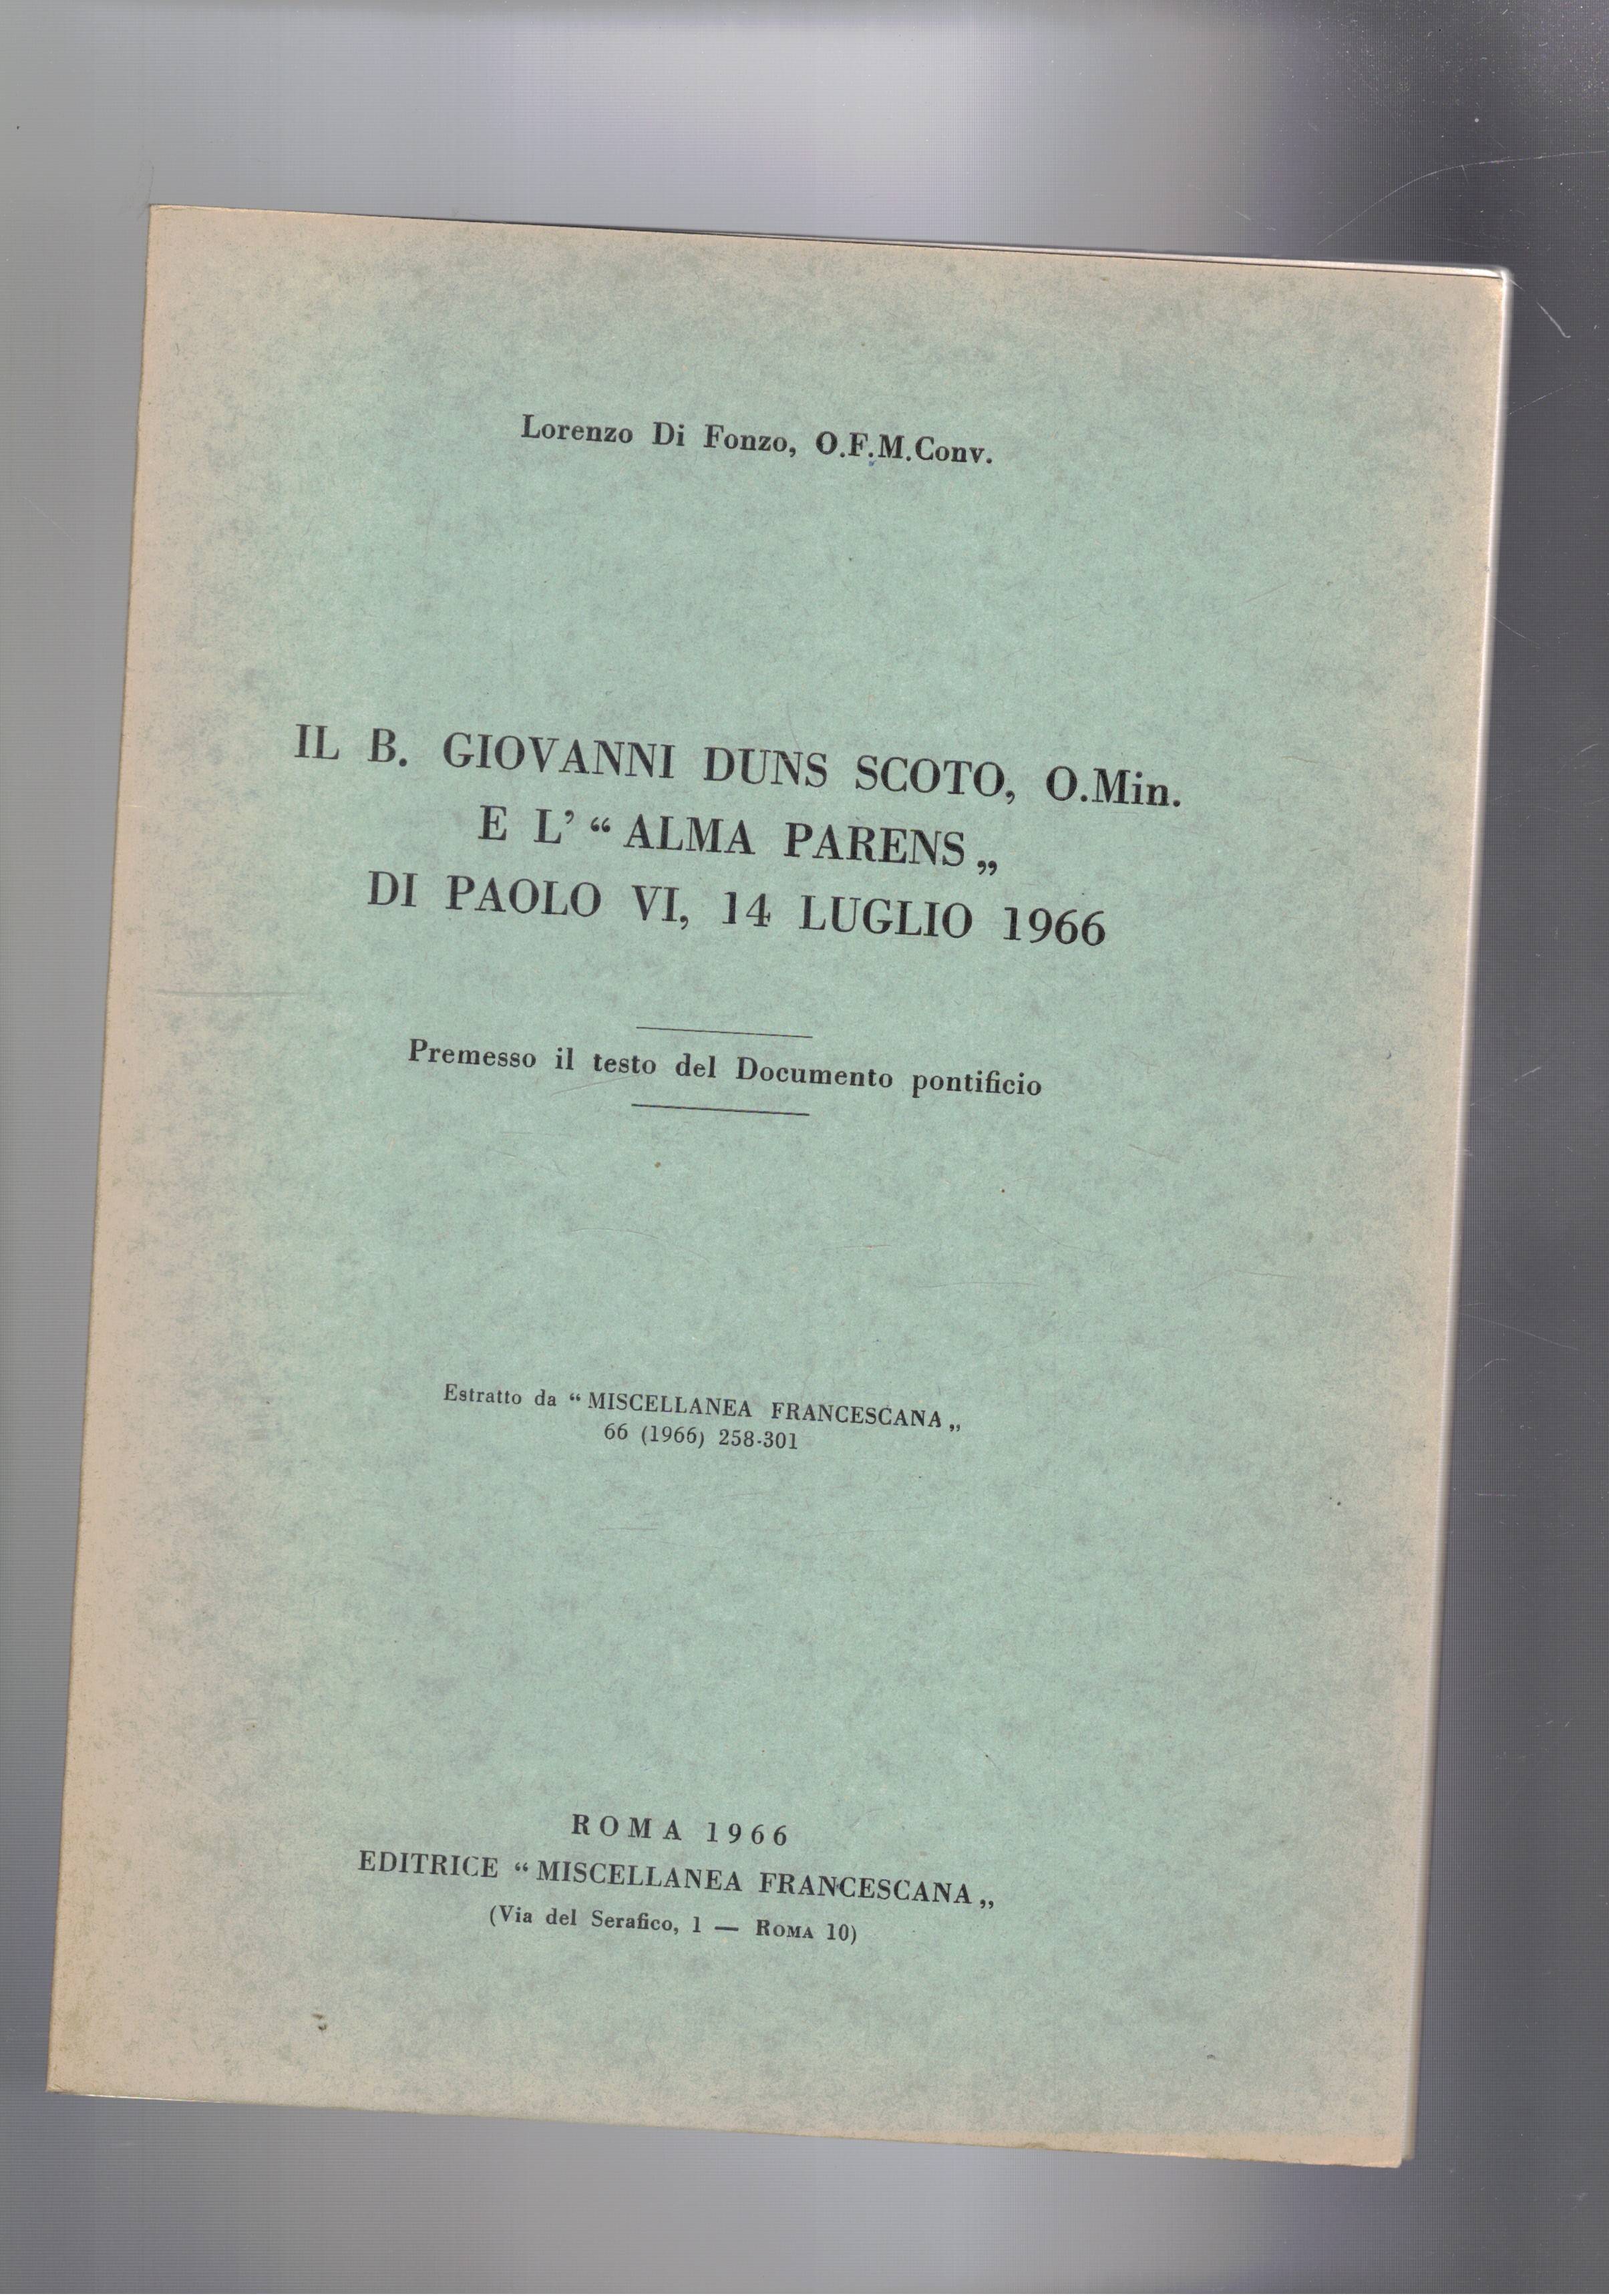 Lorenzo Di Fonzo, O.F.M.Conv.
IL B. GIOVANNI DUNS SCOTO, O.Min.
E L' “ ALMA PARENS „
DI PAOLO VI, 14 LUGLIO 1966
Premesso il testo del Documento pontificio
Estratto da “ MISCELLANEA FRANCESCANA „
66 (1966) 258-301
ROMA 1966
EDITRICE “ MISCELLANEA FRANCESCANA „
(Via del Serafico, 1 — ROMA 10)